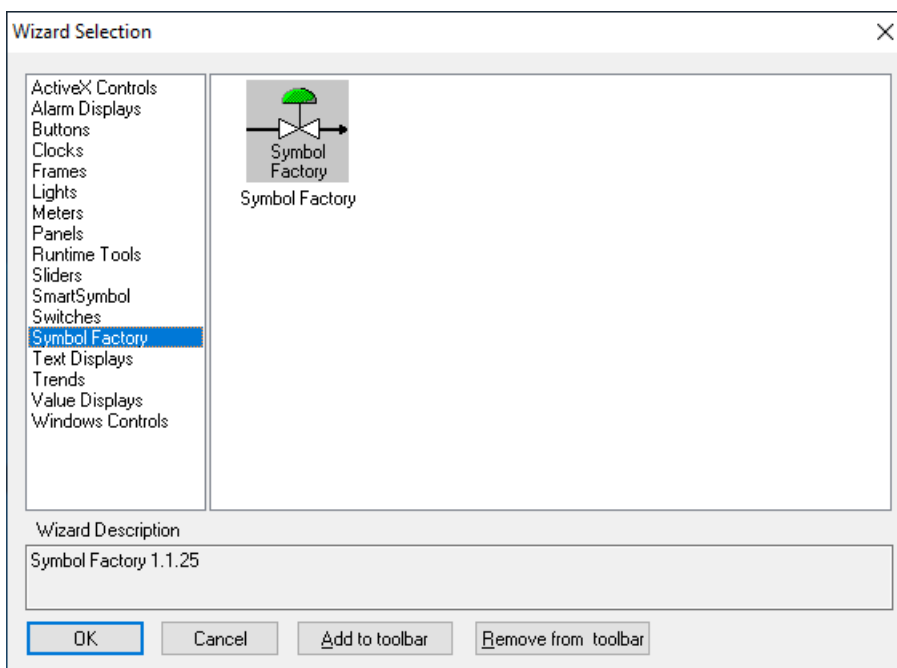 Wizard Selection
ActiveX Controls
Alarm Displays
Buttons
Clocks
Frames
Lights
Meters
Panels
Runtime Tools
Sliders
SmartSymbol
Switches
Symbol Factory
Text Displays
Trends
Value Displays
Windows Controls
Symbol
Factory
Symbol Factory
Wizard Description
Symbol Factory 1.1.25
OK
Cancel
Add to toolbar
Remove from toolbar